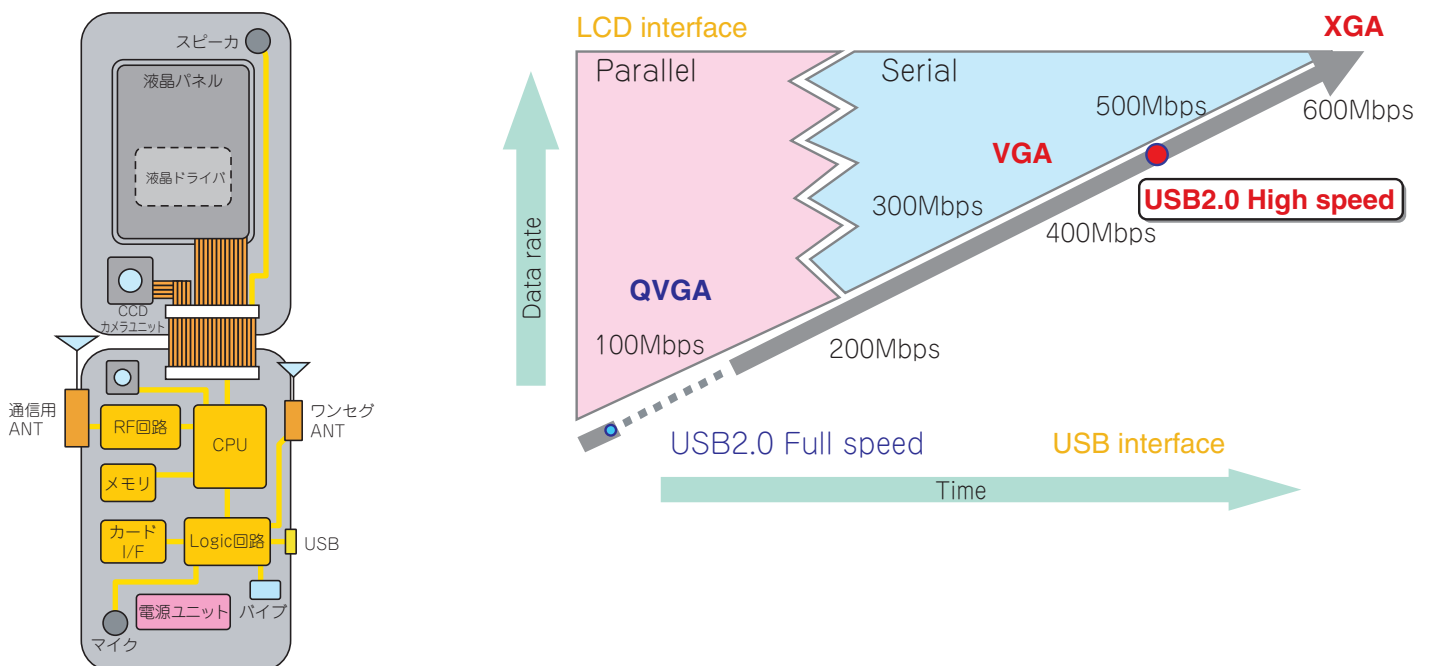 スピーカ
液晶パネル
液晶ドライバ
CCD
カメラユニット
通信用
ANT
ワンセグ
ANT
RF回路
CPU
メモリ
カード
I/F
Logic回路
USB
電源ユニット
バイブ
マイク
LCD interface
XGA
Parallel
Serial
500Mbps
600Mbps
VGA
USB2.0 High speed
300Mbps
400Mbps
Data rate
QVGA
100Mbps
200Mbps
USB2.0 Full speed
USB interface
Time